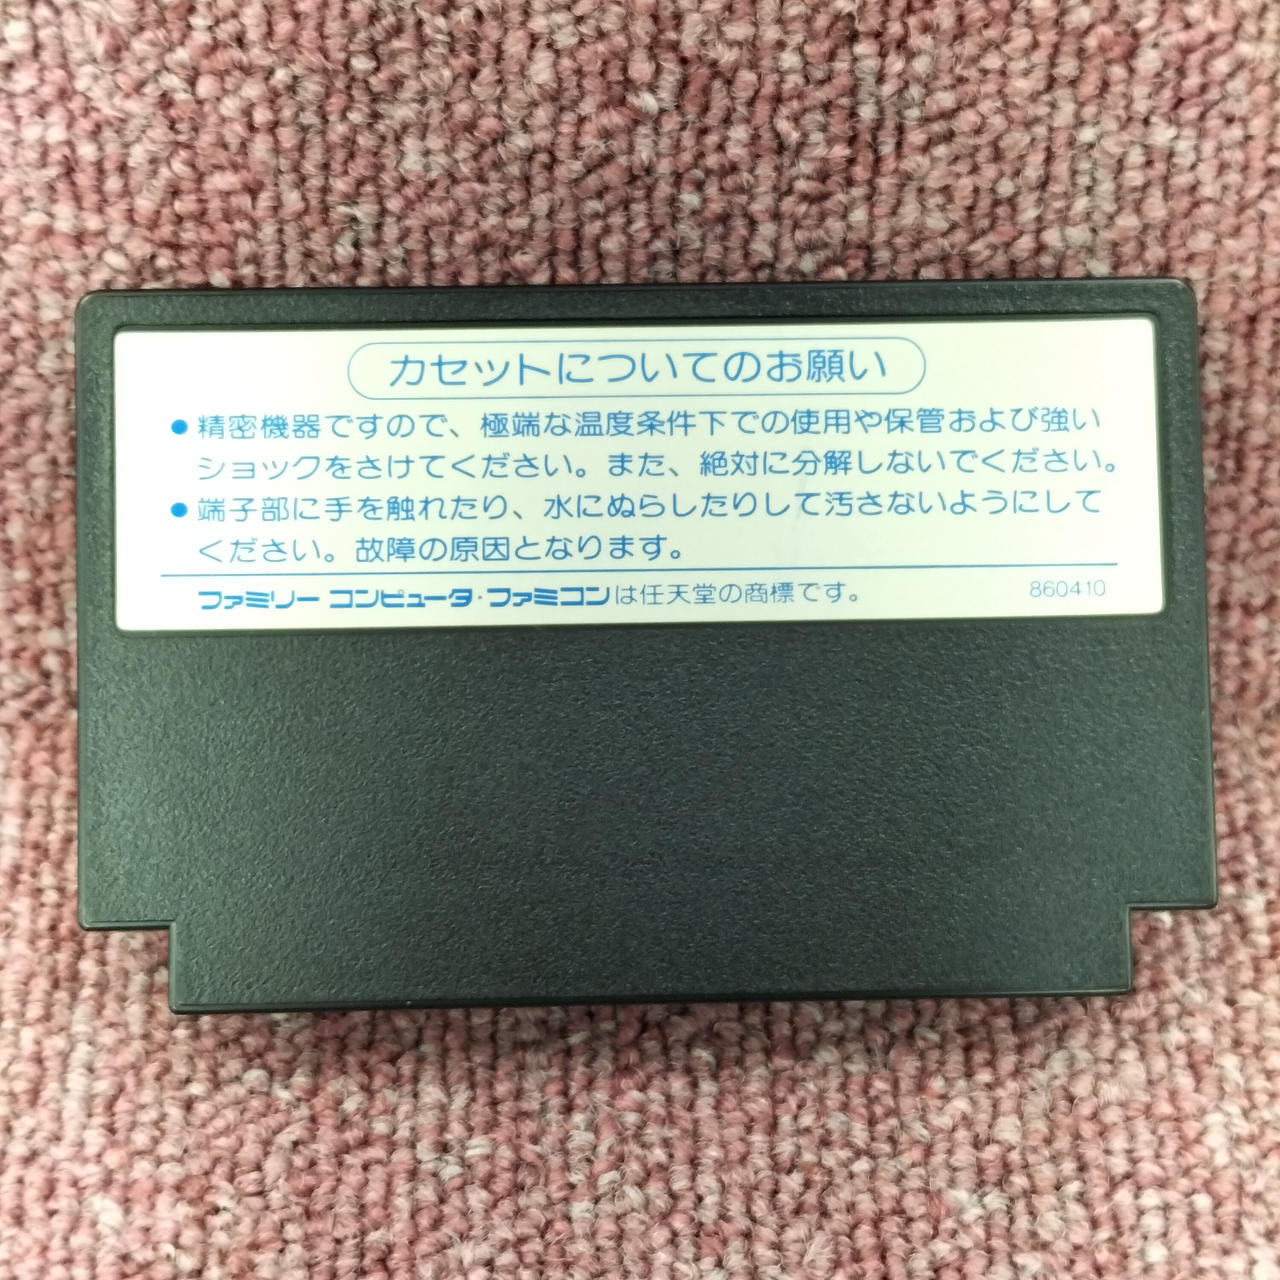 カセットについてのお願い
●精密機器ですので、極端な温度条件下での使用や保管および強い
ショックをさけてください。また、絶対に分解しないでください。
●端子部に手を触れたり、水にぬらしたりして汚さないようにして
ください。故障の原因となります。
ファミリー コンピュータ・ファミコンは任天堂の商標です。 860410